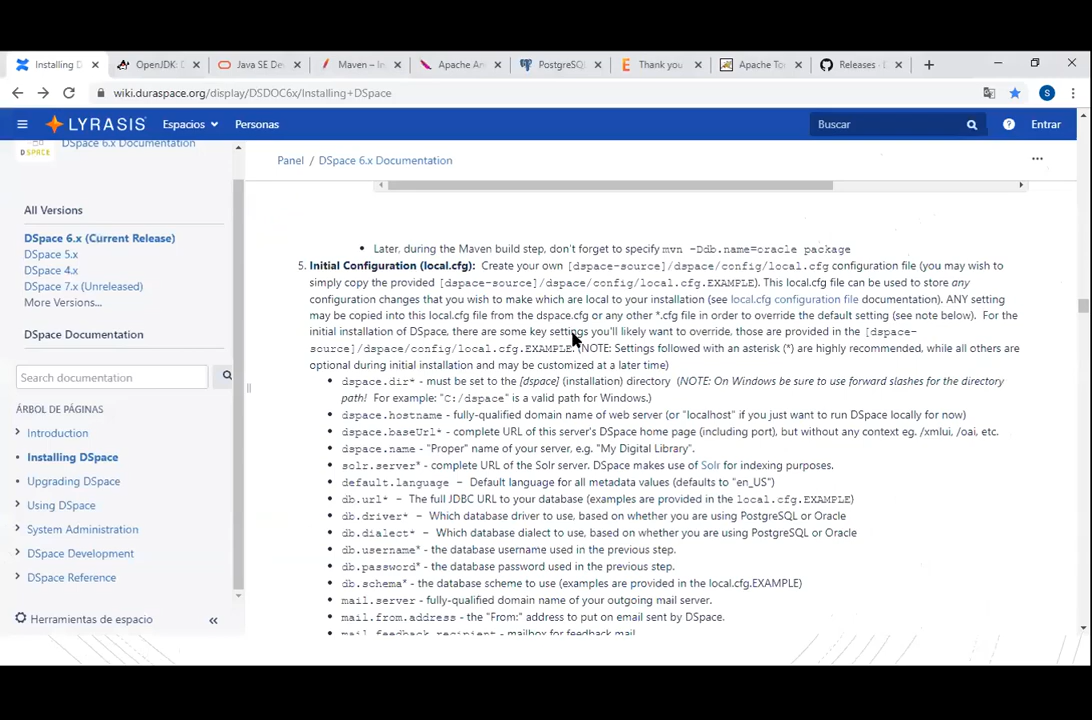 Installing D
OpenJDK: D
Java SE De
Maven – In
Apache An
PostgreSQL
Thank you
Apache To
Releases · D
wiki.duraspace.org/display/DSDOC6x/Installing+DSpace
S
LYRASIS
Espacios
Personas
Buscar
Entrar
DSPACE
DSpace 6.x Documentation
Panel / DSpace 6.x Documentation
All Versions
DSpace 6.x (Current Release)
DSpace 5.x
DSpace 4.x
DSpace 7.x (Unreleased)
More Versions...
DSpace Documentation
Search documentation
ÁRBOL DE PÁGINAS
Introduction
Installing DSpace
Upgrading DSpace
Using DSpace
System Administration
DSpace Development
DSpace Reference
Herramientas de espacio
Later, during the Maven build step, don't forget to specify mvn -Ddb.name=oracle package
5. Initial Configuration (local.cfg): Create your own [dspace-source]/dspace/config/local.cfg configuration file (you may wish to
simply copy the provided [dspace-source]/dspace/config/local.cfg.EXAMPLE). This local.cfg file can be used to store any
configuration changes that you wish to make which are local to your installation (see local.cfg configuration file documentation). ANY setting
may be copied into this local.cfg file from the dspace.cfg or any other *.cfg file in order to override the default setting (see note below). For the
initial installation of DSpace, there are some key settings you'll likely want to override, those are provided in the [dspace-
source]/dspace/config/local.cfg.EXAMPLE. (NOTE: Settings followed with an asterisk (*) are highly recommended, while all others are
optional during initial installation and may be customized at a later time)
dspace.dir* - must be set to the [dspace] (installation) directory (NOTE: On Windows be sure to use forward slashes for the directory
path! For example: "C:/dspace" is a valid path for Windows.)
dspace.hostname - fully-qualified domain name of web server (or "localhost" if you just want to run DSpace locally for now)
dspace.baseUrl* - complete URL of this server's DSpace home page (including port), but without any context eg. /xmlui, /oai, etc.
dspace.name - "Proper" name of your server, e.g. "My Digital Library".
solr.server* - complete URL of the Solr server. DSpace makes use of Solr for indexing purposes.
default.language - Default language for all metadata values (defaults to "en_US")
db.url* - The full JDBC URL to your database (examples are provided in the local.cfg.EXAMPLE)
db.driver* - Which database driver to use, based on whether you are using PostgreSQL or Oracle
db.dialect* - Which database dialect to use, based on whether you are using PostgreSQL or Oracle
db.username* - the database username used in the previous step.
db.password* - the database password used in the previous step.
db.schema* - the database scheme to use (examples are provided in the local.cfg.EXAMPLE)
mail.server - fully-qualified domain name of your outgoing mail server.
mail.from.address - the "From:" address to put on email sent by DSpace.
mail.feedback.recipient - mailbox for feedback mail